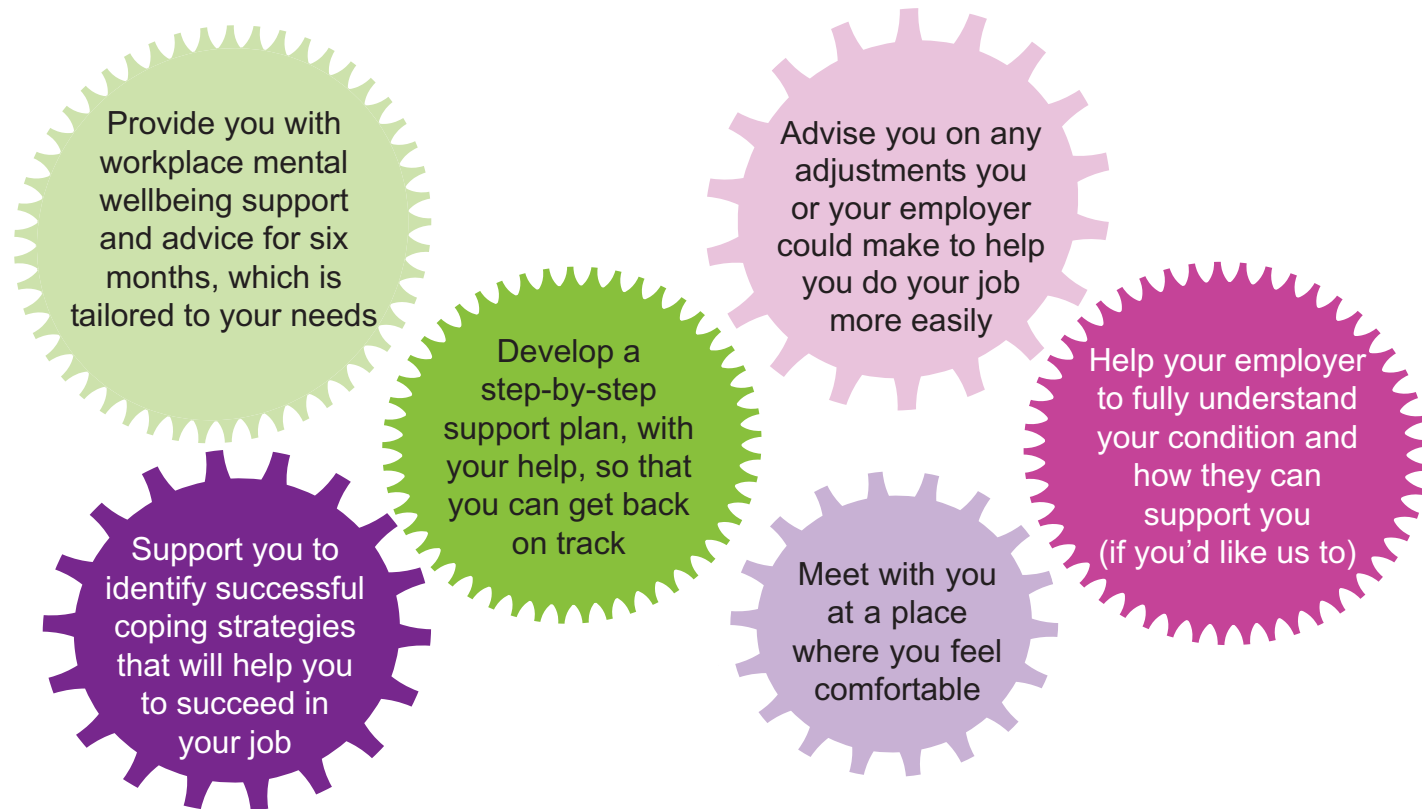 Provide you with
workplace mental
wellbeing support
and advice for six
months, which is
tailored to your needs
Develop a
step-by-step
support plan, with
your help, so that
you can get back
on track
Support you to
identify successful
coping strategies
that will help you
to succeed in
your job
Advise you on any
adjustments you
or your employer
could make to help
you do your job
more easily
Meet with you
at a place
where you feel
comfortable
Help your employer
to fully understand
your condition and
how they can
support you
(if you’d like us to)